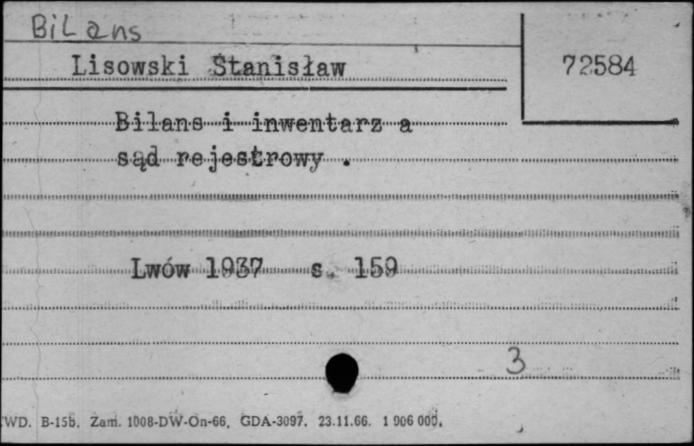 Bilans
Lisowski Stanisław
72584
Bilans i inwentarz a
sąd rejestrowy .
Lwów 1937 s. 159
3
WD. B-15b. Zam. 1008-DW-On-66. GDA-3097. 23.11.66. 1 906 000.